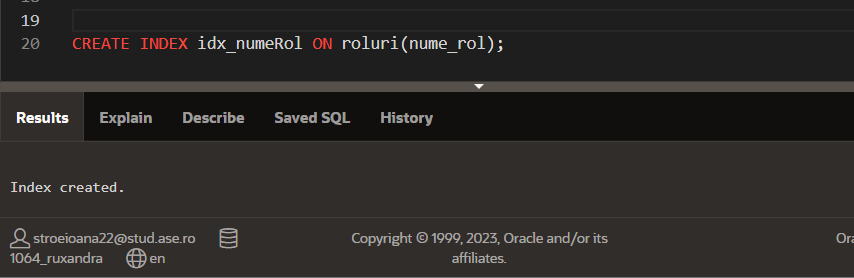 19
20 CREATE INDEX idx_numeRol ON roluri(nume_rol);
Results Explain Describe Saved SQL History
Index created.
stroeioana22@stud.ase.ro
1064_ruxandra en
Copyright © 1999, 2023, Oracle and/or its
affiliates.